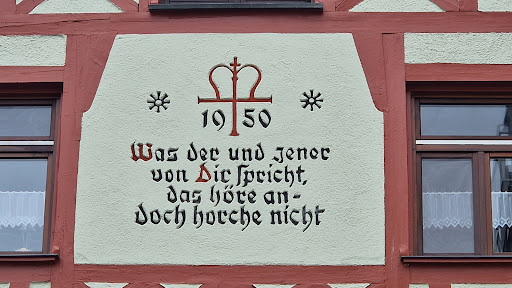 1950
Was der und jener
von Dir spricht,
das höre an-
doch horche nicht